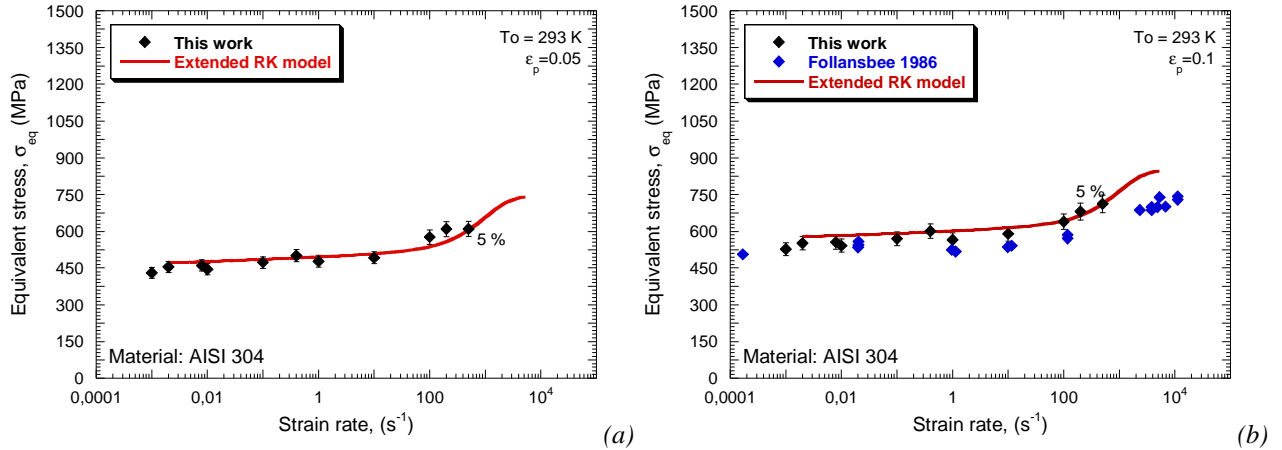 1500
1350
1200
1050
900
750
600
450
300
150
0
Equivalent stress, σeq (MPa)
This work
Extended RK model
To = 293 K
εp=0.05
5 %
Material: AISI 304
0,0001 0,01 1 100 10⁴
Strain rate, (s⁻¹)
(a)
1500
1350
1200
1050
900
750
600
450
300
150
0
Equivalent stress, σeq (MPa)
This work
Follansbee 1986
Extended RK model
To = 293 K
εp=0.1
5 %
Material: AISI 304
0,0001 0,01 1 100 10⁴
Strain rate, (s⁻¹)
(b)